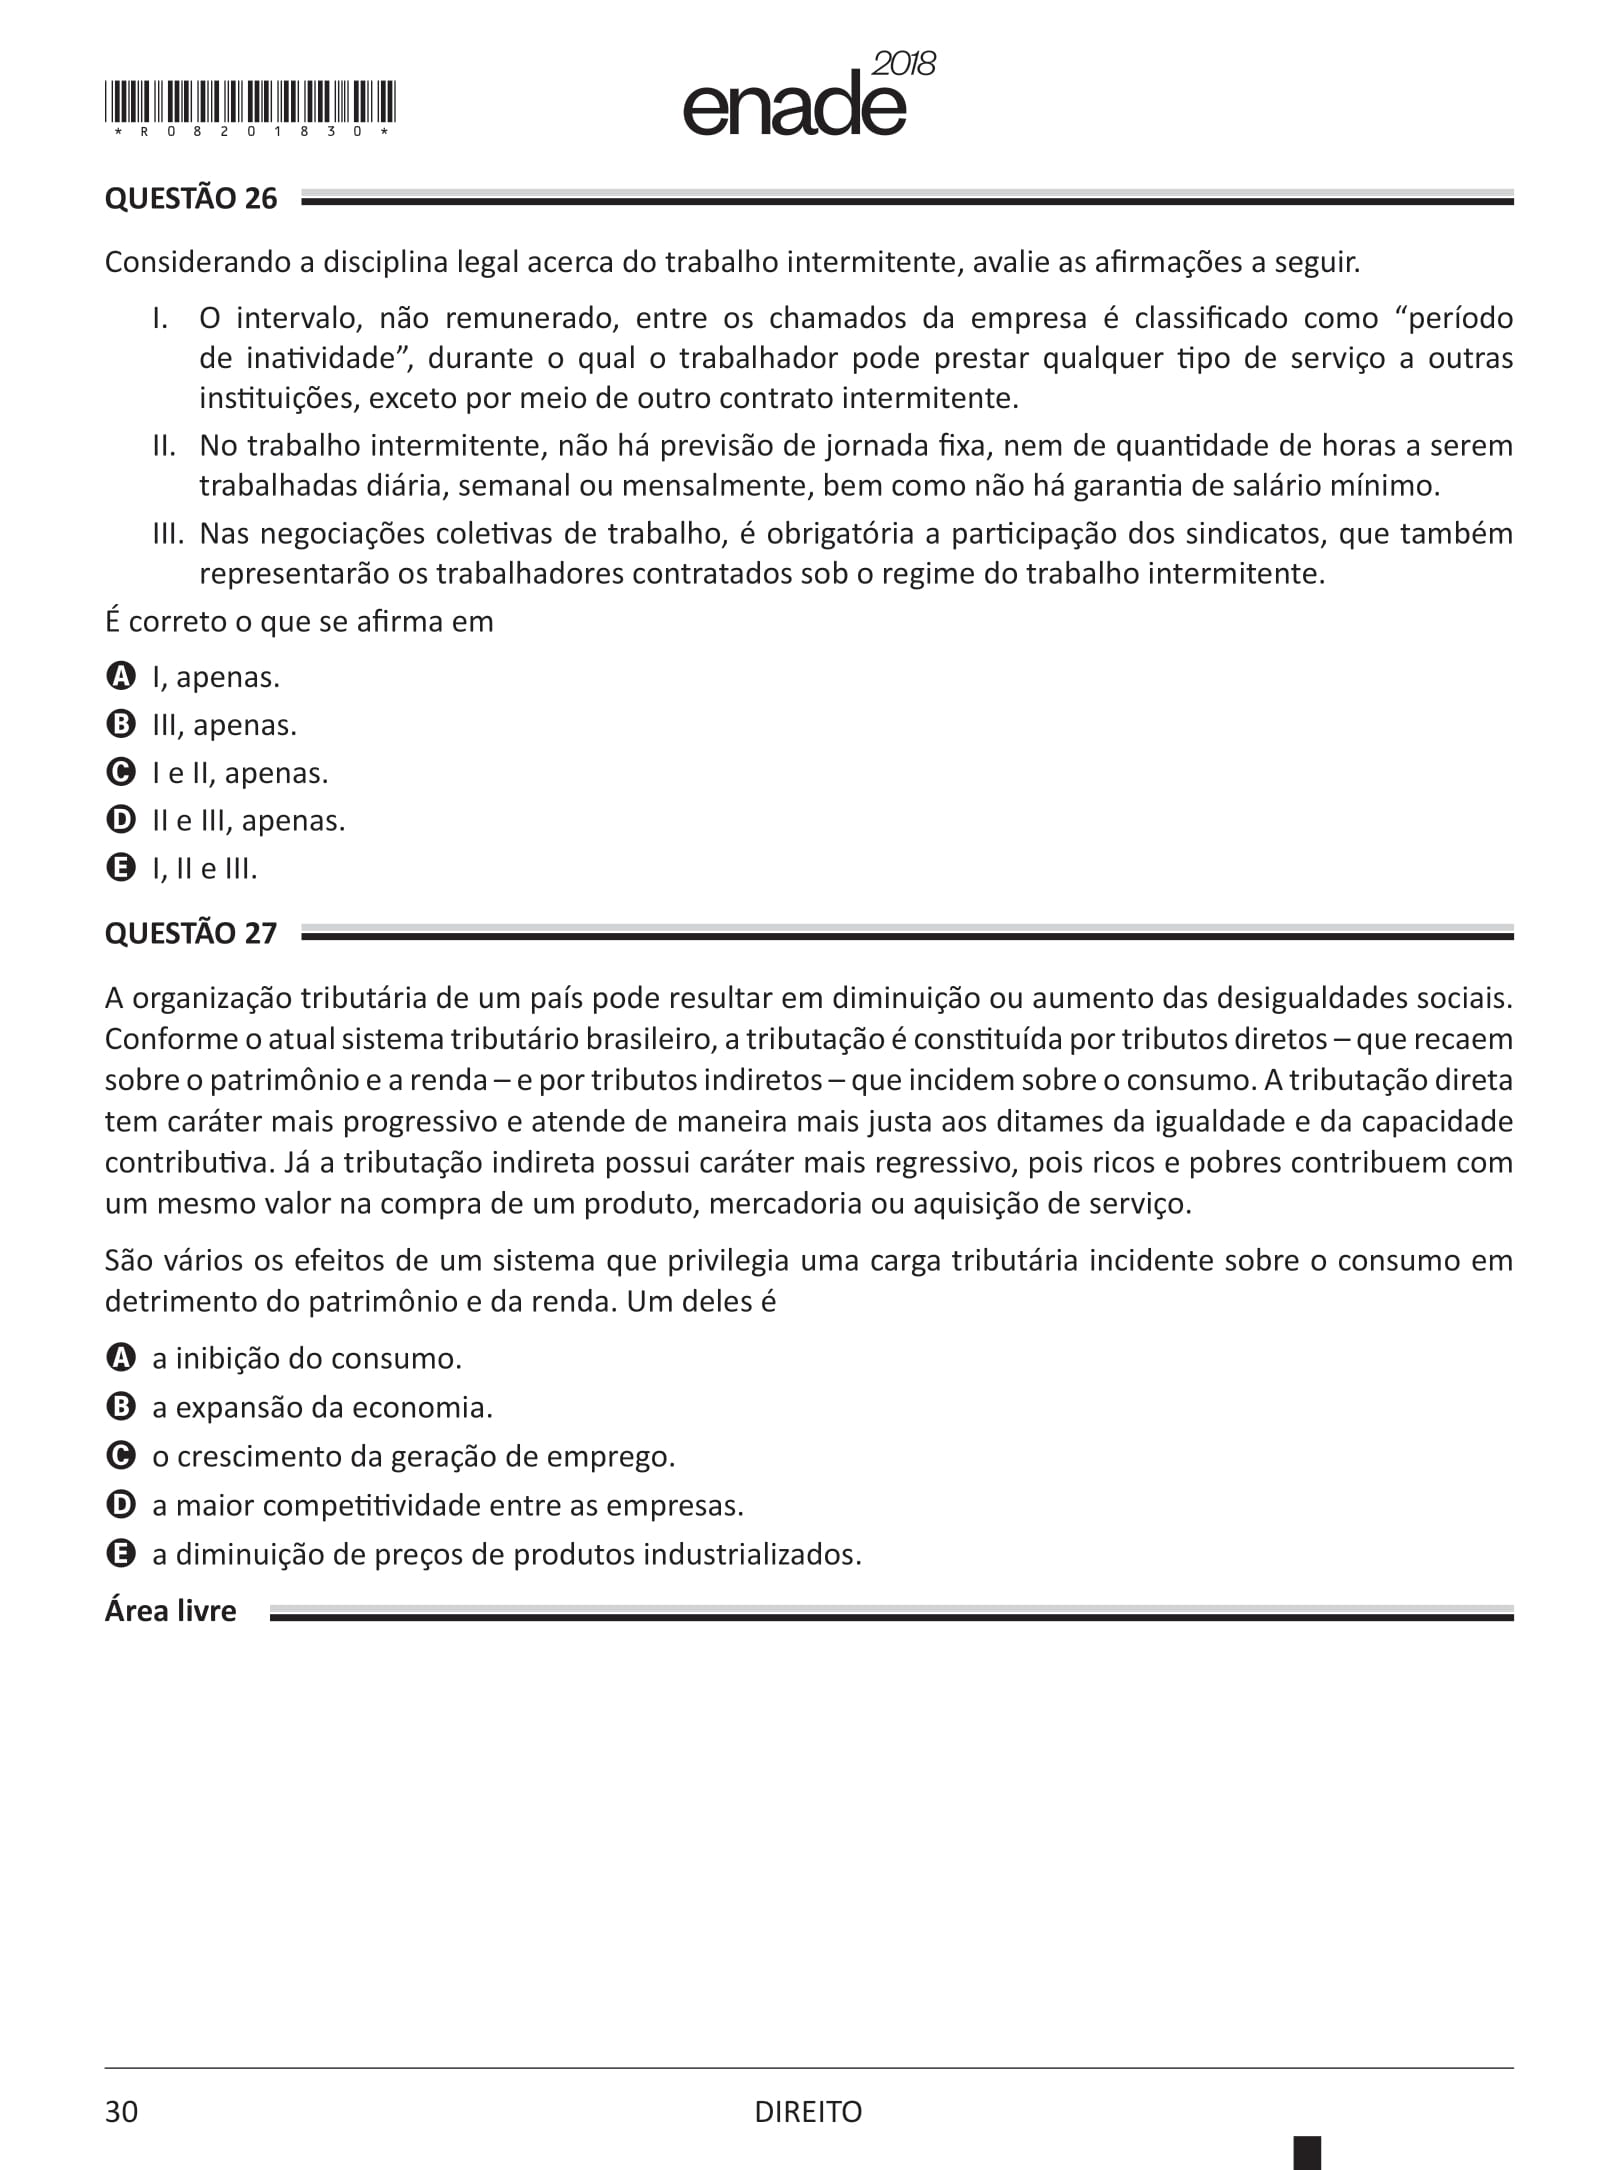 *R08201830*
enade 2018
QUESTÃO 26
Considerando a disciplina legal acerca do trabalho intermitente, avalie as afirmações a seguir.
I. O intervalo, não remunerado, entre os chamados da empresa é classificado como “período
de inatividade”, durante o qual o trabalhador pode prestar qualquer tipo de serviço a outras
instituições, exceto por meio de outro contrato intermitente.
II. No trabalho intermitente, não há previsão de jornada fixa, nem de quantidade de horas a serem
trabalhadas diária, semanal ou mensalmente, bem como não há garantia de salário mínimo.
III. Nas negociações coletivas de trabalho, é obrigatória a participação dos sindicatos, que também
representarão os trabalhadores contratados sob o regime do trabalho intermitente.
É correto o que se afirma em
A I, apenas.
B III, apenas.
C I e II, apenas.
D II e III, apenas.
E I, II e III.
QUESTÃO 27
A organização tributária de um país pode resultar em diminuição ou aumento das desigualdades sociais.
Conforme o atual sistema tributário brasileiro, a tributação é constituída por tributos diretos – que recaem
sobre o patrimônio e a renda – e por tributos indiretos – que incidem sobre o consumo. A tributação direta
tem caráter mais progressivo e atende de maneira mais justa aos ditames da igualdade e da capacidade
contributiva. Já a tributação indireta possui caráter mais regressivo, pois ricos e pobres contribuem com
um mesmo valor na compra de um produto, mercadoria ou aquisição de serviço.
São vários os efeitos de um sistema que privilegia uma carga tributária incidente sobre o consumo em
detrimento do patrimônio e da renda. Um deles é
A a inibição do consumo.
B a expansão da economia.
C o crescimento da geração de emprego.
D a maior competitividade entre as empresas.
E a diminuição de preços de produtos industrializados.
Área livre
30 DIREITO